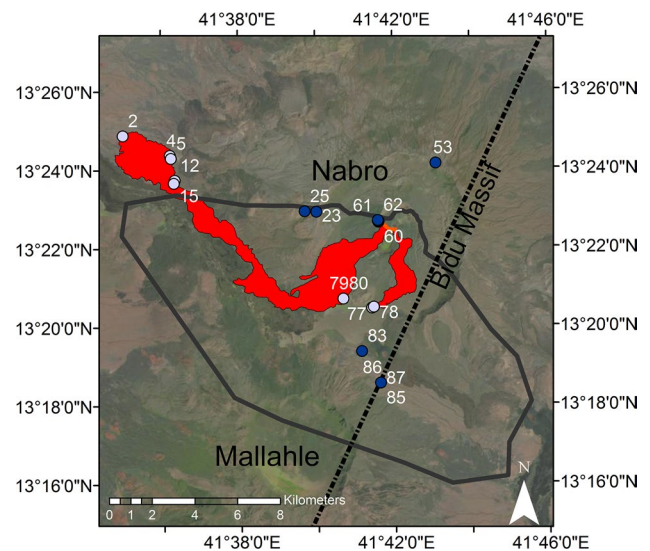 41°38'0"E 41°42'0"E 41°46'0"E
13°26'0"N 13°26'0"N
2
45
13°24'0"N 12 53 13°24'0"N
Nabro
15 25 61 62
23
60
13°22'0"N 13°22'0"N
Bidu Massif
7980
77 78
13°20'0"N 13°20'0"N
83
86 87
85
13°18'0"N 13°18'0"N
Mallahle
13°16'0"N 13°16'0"N
N
Kilometers
0 1 2 4 6 8
41°38'0"E 41°42'0"E 41°46'0"E